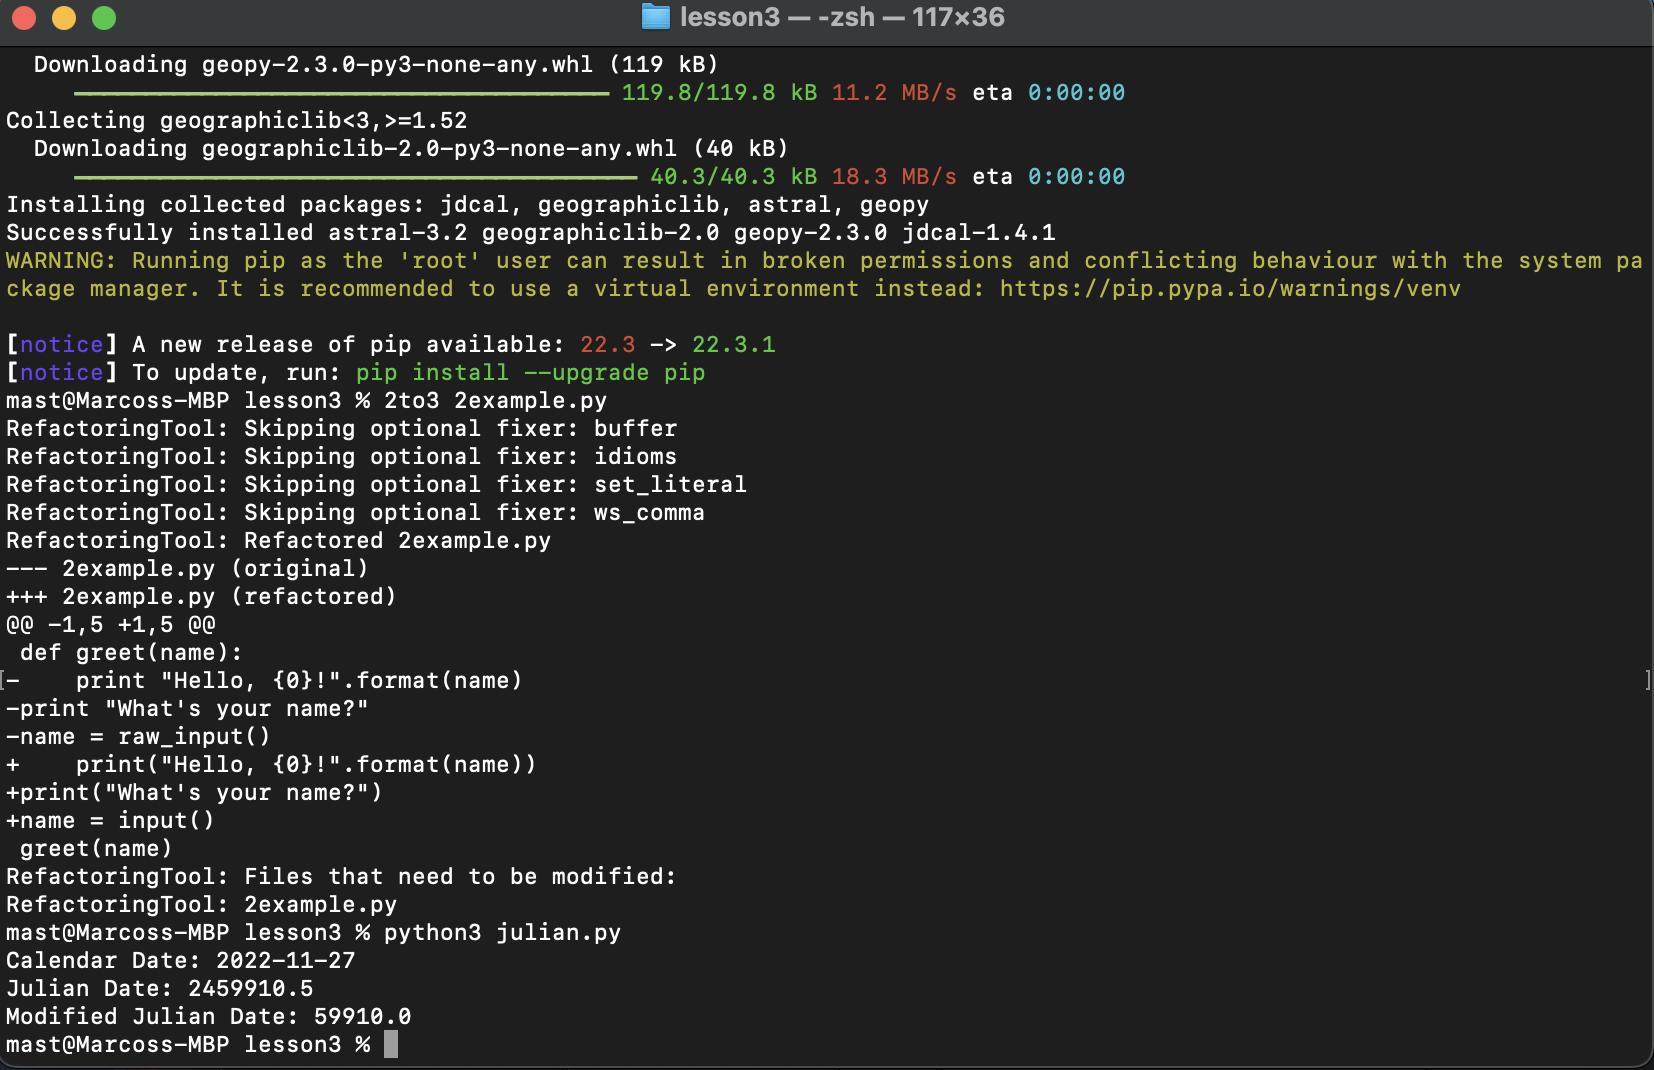 lesson3 — -zsh — 117×36
  Downloading geopy-2.3.0-py3-none-any.whl (119 kB)
119.8/119.8 kB 11.2 MB/s eta 0:00:00
Collecting geographiclib<3,>=1.52
  Downloading geographiclib-2.0-py3-none-any.whl (40 kB)
40.3/40.3 kB 18.3 MB/s eta 0:00:00
Installing collected packages: jdcal, geographiclib, astral, geopy
Successfully installed astral-3.2 geographiclib-2.0 geopy-2.3.0 jdcal-1.4.1
WARNING: Running pip as the 'root' user can result in broken permissions and conflicting behaviour with the system pa
ckage manager. It is recommended to use a virtual environment instead: https://pip.pypa.io/warnings/venv
[notice] A new release of pip available: 22.3 -> 22.3.1
[notice] To update, run: pip install --upgrade pip
mast@Marcoss-MBP lesson3 % 2to3 2example.py
RefactoringTool: Skipping optional fixer: buffer
RefactoringTool: Skipping optional fixer: idioms
RefactoringTool: Skipping optional fixer: set_literal
RefactoringTool: Skipping optional fixer: ws_comma
RefactoringTool: Refactored 2example.py
--- 2example.py (original)
+++ 2example.py (refactored)
@@ -1,5 +1,5 @@
 def greet(name):
[-    print "Hello, {0}!".format(name) ]
-print "What's your name?"
-name = raw_input()
+    print("Hello, {0}!".format(name))
+print("What's your name?")
+name = input()
 greet(name)
RefactoringTool: Files that need to be modified:
RefactoringTool: 2example.py
mast@Marcoss-MBP lesson3 % python3 julian.py
Calendar Date: 2022-11-27
Julian Date: 2459910.5
Modified Julian Date: 59910.0
mast@Marcoss-MBP lesson3 %